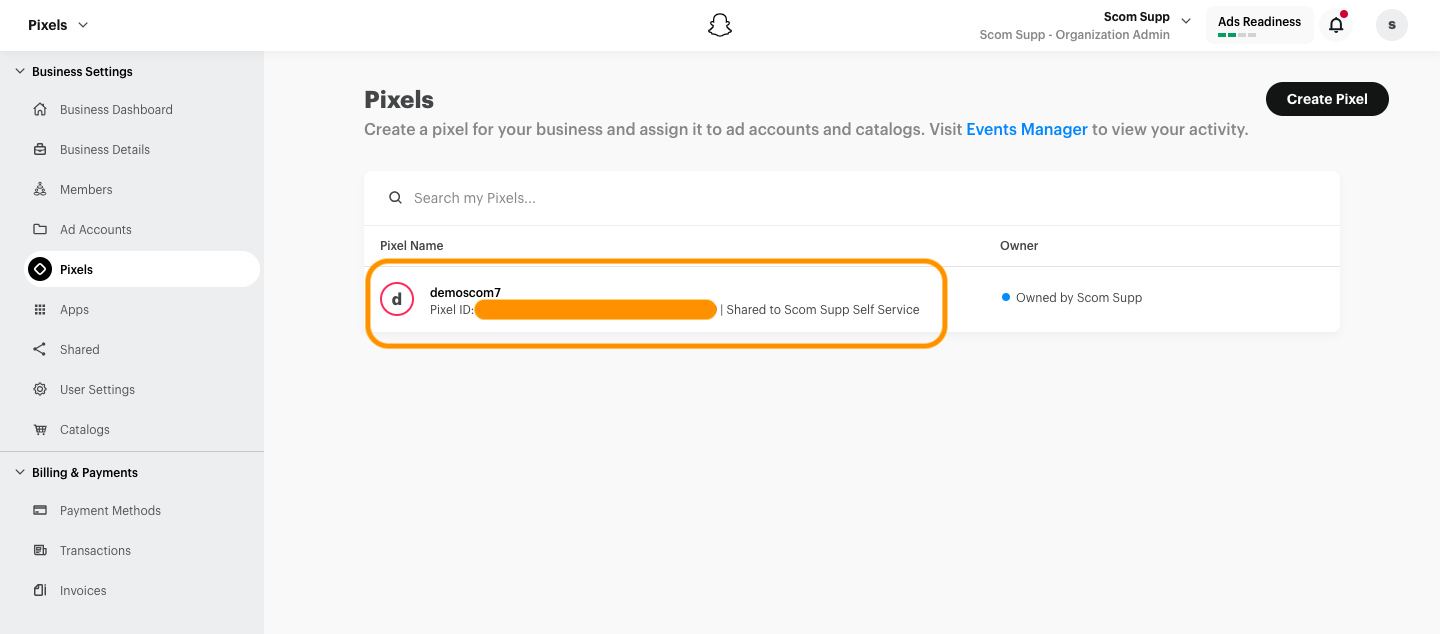 Pixels
Scom Supp
Scom Supp - Organization Admin
Ads Readiness
S
Business Settings
Business Dashboard
Business Details
Members
Ad Accounts
Pixels
Apps
Shared
User Settings
Catalogs
Billing & Payments
Payment Methods
Transactions
Invoices
Pixels
Create Pixel
Create a pixel for your business and assign it to ad accounts and catalogs. Visit Events Manager to view your activity.
Search my Pixels...
Pixel Name Owner
d
demoscom7
Pixel ID: | Shared to Scom Supp Self Service
Owned by Scom Supp